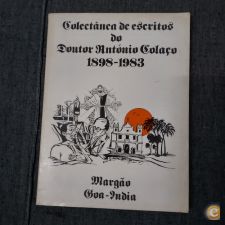 Colectânea de escritos
do
Doutor António Colaço
1898-1983
Margão
Goa-India